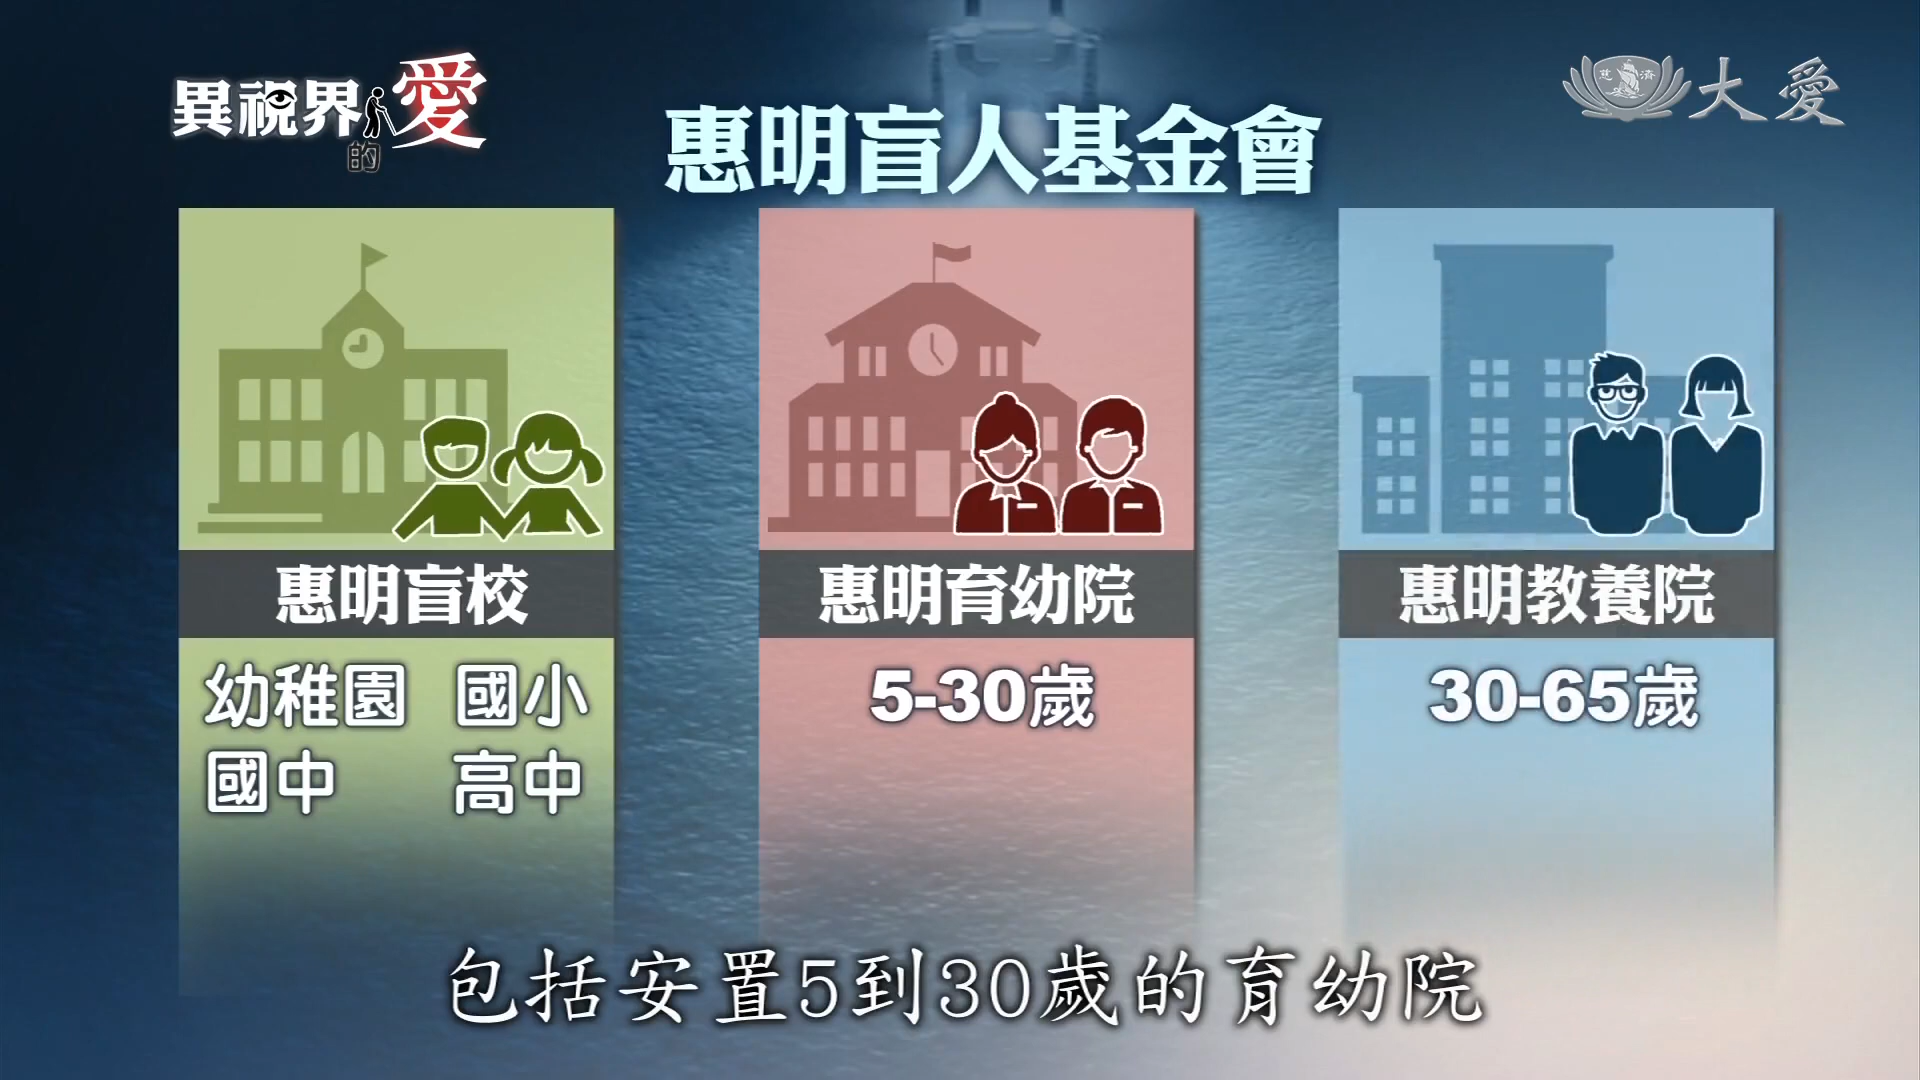 異視界的愛
慈濟 大愛
惠明盲人基金會
惠明盲校
幼稚園 國小
國中 高中
惠明育幼院
5-30歲
惠明教養院
30-65歲
包括安置5到30歲的育幼院